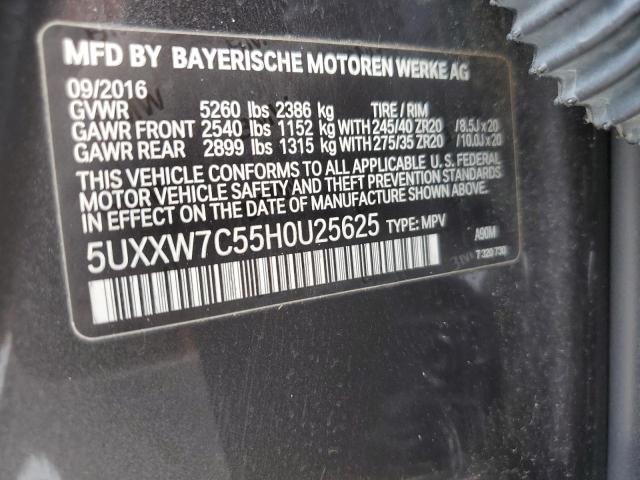 MFD BY BAYERISCHE MOTOREN WERKE AG
09/2016
GVWR 5260 lbs 2386 kg TIRE / RIM
GAWR FRONT 2540 lbs 1152 kg WITH 245/40 ZR20 /8.5J x 20
GAWR REAR 2899 lbs 1315 kg WITH 275/35 ZR20 /10.0J x 20
THIS VEHICLE CONFORMS TO ALL APPLICABLE U. S. FEDERAL
MOTOR VEHICLE SAFETY AND THEFT PREVENTION STANDARDS
IN EFFECT ON THE DATE OF MANUFACTURE SHOWN ABOVE.
5UXXW7C55H0U25625 TYPE: MPV A90M
7 320 730